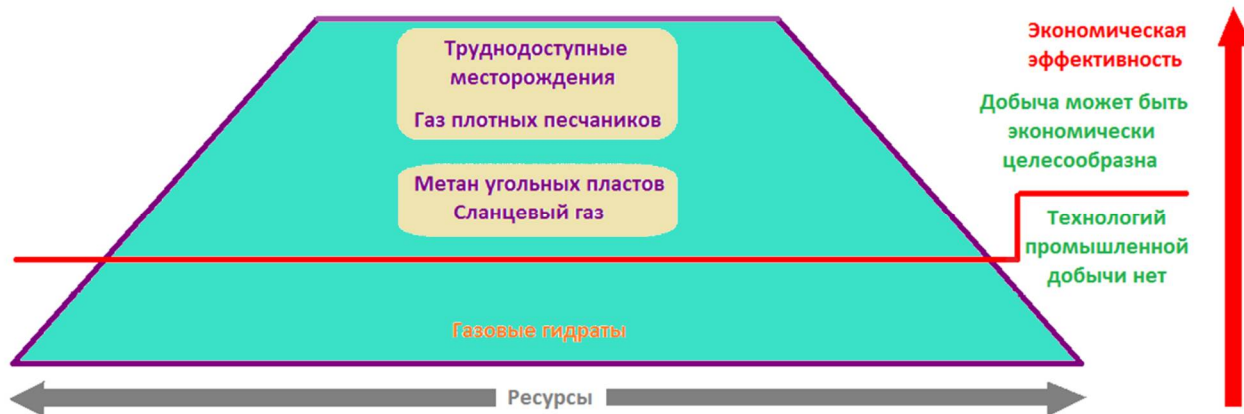 Труднодоступные
месторождения
Газ плотных песчаников
Метан угольных пластов
Сланцевый газ
Газовые гидраты
Ресурсы
Экономическая
эффективность
Добыча может быть
экономически
целесообразна
Технологий
промышленной
добычи нет